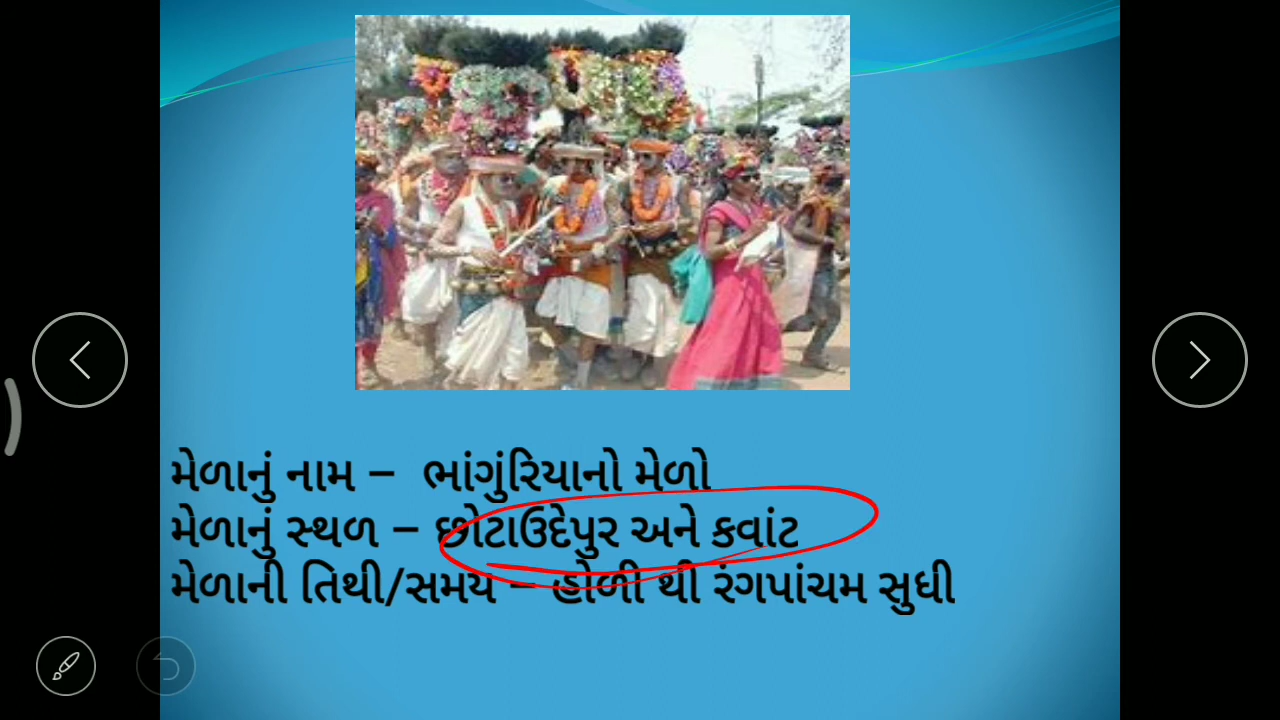 મેળાનું નામ – ભાંગુંરિયાનો મેળો
મેળાનું સ્થળ – છોટાઉદેપુર અને કવાંટ
મેળાની તિથી/સમય – હોળી થી રંગપાંચમ સુધી